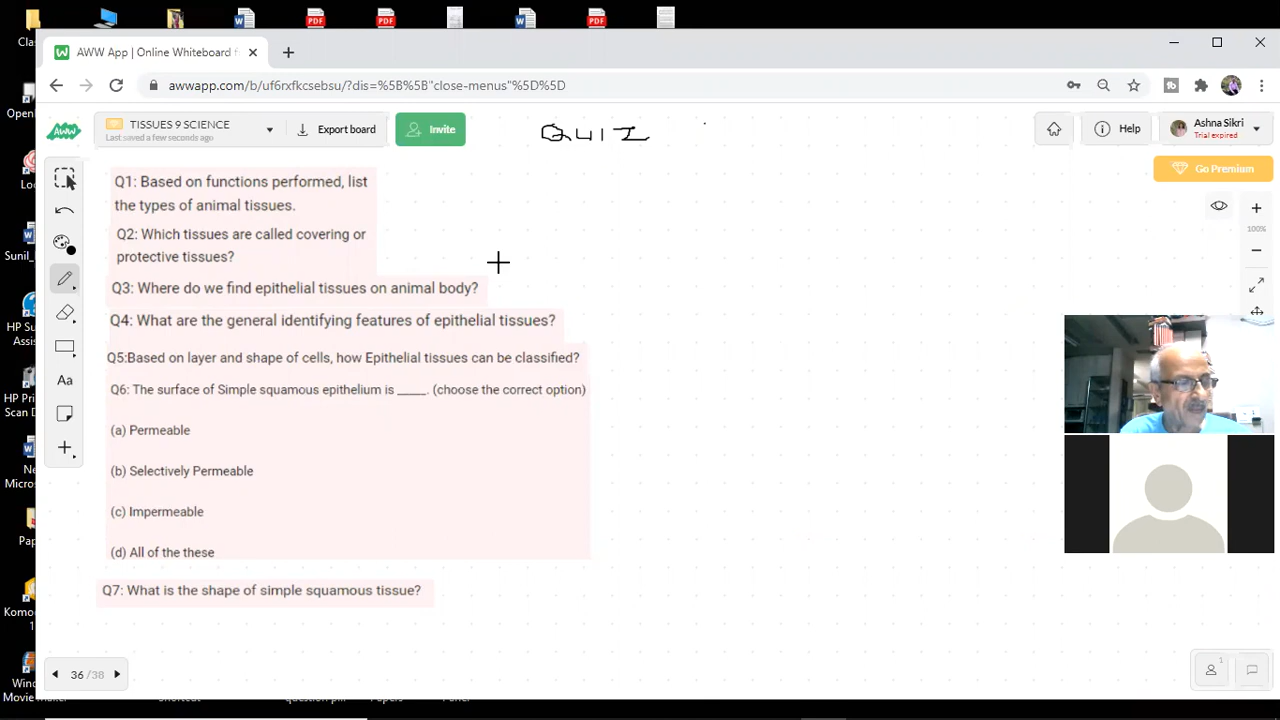 AWW App | Online Whiteboard f
awwapp.com/b/uf6rxfkcsebsu/?dis=%5B%5B"close-menus"%5D%5D
AWW
TISSUES 9 SCIENCE
Last saved a few seconds ago
Export board
Invite
QUIZ
Help
Ashna Sikri
Trial expired
Go Premium
100%
Q1: Based on functions performed, list
the types of animal tissues.
Q2: Which tissues are called covering or
protective tissues?
Q3: Where do we find epithelial tissues on animal body?
Q4: What are the general identifying features of epithelial tissues?
Q5:Based on layer and shape of cells, how Epithelial tissues can be classified?
Q6: The surface of Simple squamous epithelium is _____. (choose the correct option)
(a) Permeable
(b) Selectively Permeable
(c) Impermeable
(d) All of the these
Q7: What is the shape of simple squamous tissue?
Aa
36 /38
1